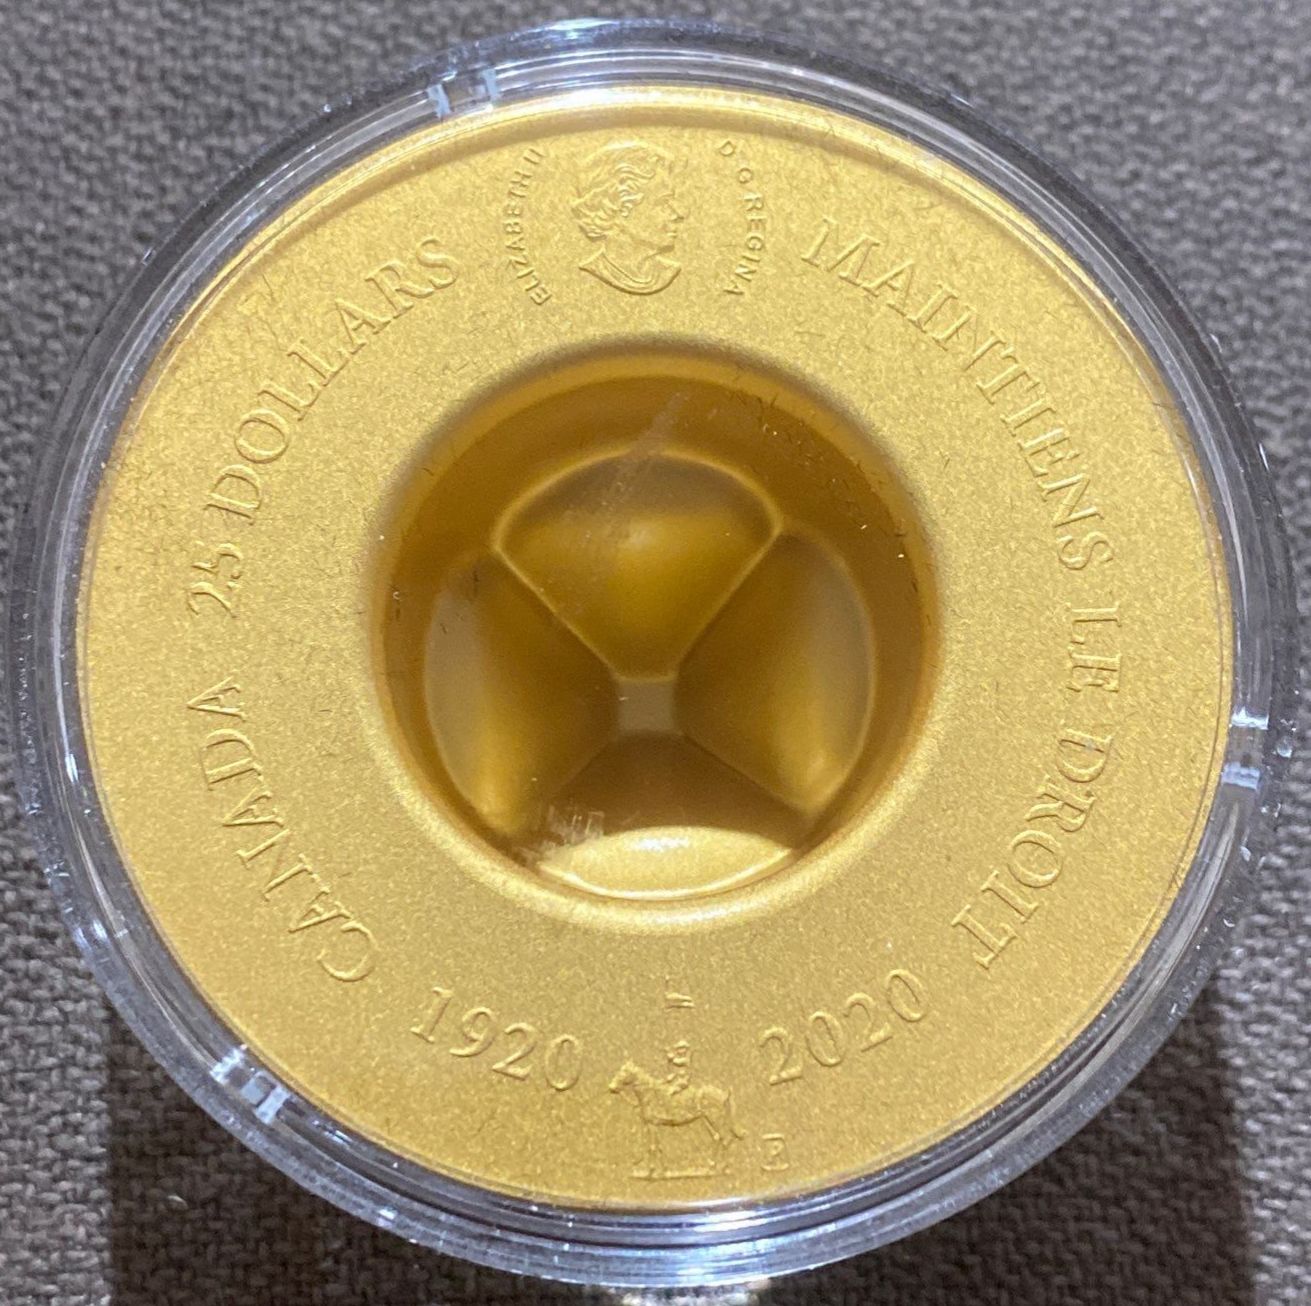 ELIZABETH II
D·G·REGINA
CANADA 25 DOLLARS
MAINTIENS LE DROIT
1920
2020